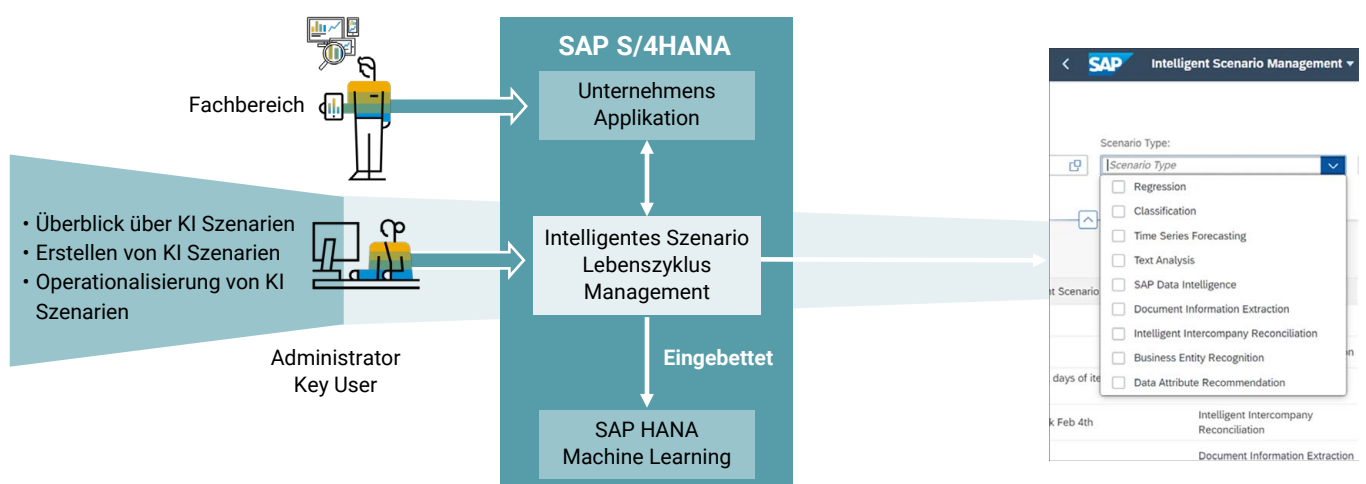 SAP S/4HANA
Unternehmens
Applikation
Fachbereich
• Überblick über KI Szenarien
• Erstellen von KI Szenarien
• Operationalisierung von KI
Szenarien
Administrator
Key User
Intelligentes Szenario
Lebenszyklus
Management
Eingebettet
SAP HANA
Machine Learning
SAP Intelligent Scenario Management
Scenario Type:
Scenario Type
Regression
Classification
Time Series Forecasting
Text Analysis
SAP Data Intelligence
Document Information Extraction
Intelligent Intercompany Reconciliation
Business Entity Recognition
Data Attribute Recommendation
Scenario
days of ite
k Feb 4th
Intelligent Intercompany
Reconciliation
Document Information Extraction